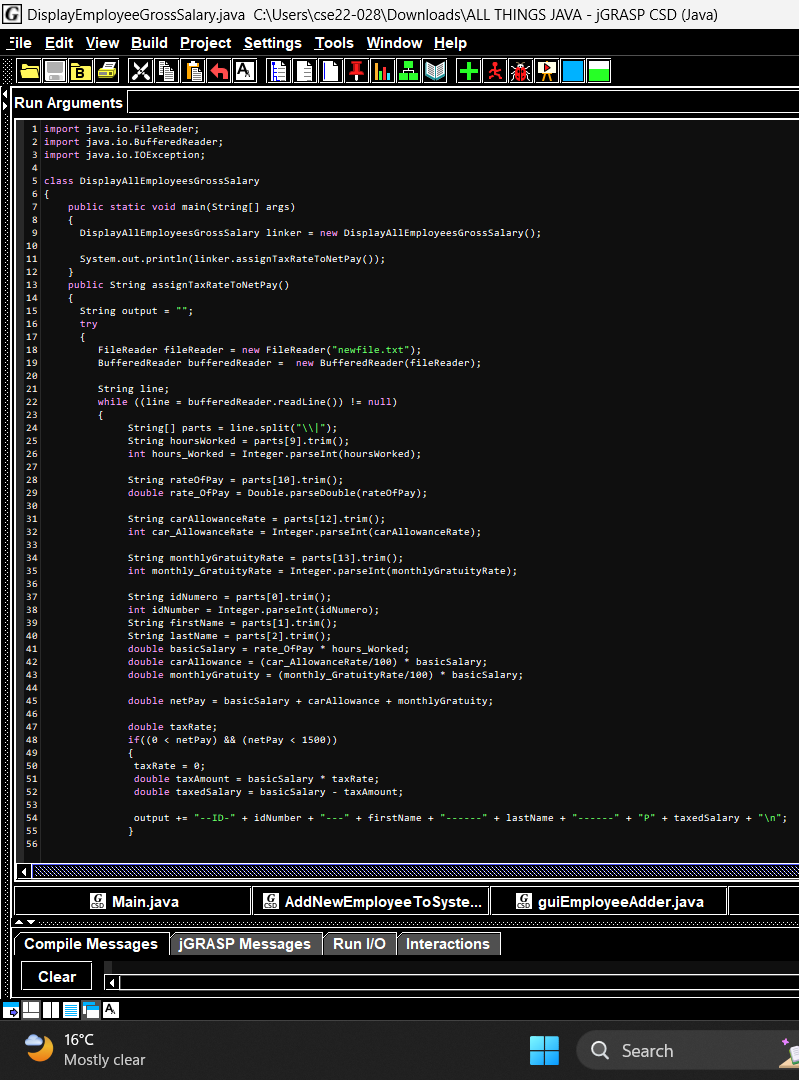 DisplayEmployeeGrossSalary.java  C:\Users\cse22-028\Downloads\ALL THINGS JAVA - jGRASP CSD (Java)
File Edit View Build Project Settings Tools Window Help
Run Arguments
1 import java.io.FileReader;
2 import java.io.BufferedReader;
3 import java.io.IOException;
4
5 class DisplayAllEmployeesGrossSalary
6 {
7     public static void main(String[] args)
8     {
9       DisplayAllEmployeesGrossSalary linker = new DisplayAllEmployeesGrossSalary();
10
11       System.out.println(linker.assignTaxRateToNetPay());
12     }
13     public String assignTaxRateToNetPay()
14     {
15       String output = "";
16       try
17       {
18          FileReader fileReader = new FileReader("newfile.txt");
19          BufferedReader bufferedReader =  new BufferedReader(fileReader);
20
21          String line;
22          while ((line = bufferedReader.readLine()) != null)
23          {
24               String[] parts = line.split("\\|");
25               String hoursWorked = parts[9].trim();
26               int hours_Worked = Integer.parseInt(hoursWorked);
27
28               String rateOfPay = parts[10].trim();
29               double rate_OfPay = Double.parseDouble(rateOfPay);
30
31               String carAllowanceRate = parts[12].trim();
32               int car_AllowanceRate = Integer.parseInt(carAllowanceRate);
33
34               String monthlyGratuityRate = parts[13].trim();
35               int monthly_GratuityRate = Integer.parseInt(monthlyGratuityRate);
36
37               String idNumero = parts[0].trim();
38               int idNumber = Integer.parseInt(idNumero);
39               String firstName = parts[1].trim();
40               String lastName = parts[2].trim();
41               double basicSalary = rate_OfPay * hours_Worked;
42               double carAllowance = (car_AllowanceRate/100) * basicSalary;
43               double monthlyGratuity = (monthly_GratuityRate/100) * basicSalary;
44
45               double netPay = basicSalary + carAllowance + monthlyGratuity;
46
47               double taxRate;
48               if((0 < netPay) && (netPay < 1500))
49               {
50                taxRate = 0;
51                double taxAmount = basicSalary * taxRate;
52                double taxedSalary = basicSalary - taxAmount;
53
54                output += "--ID-" + idNumber + "---" + firstName + "------" + lastName + "------" + "P" + taxedSalary + "\n";
55               }
56
Main.java AddNewEmployeeToSyste... guiEmployeeAdder.java
Compile Messages jGRASP Messages Run I/O Interactions
Clear
16°C
Mostly clear
Search